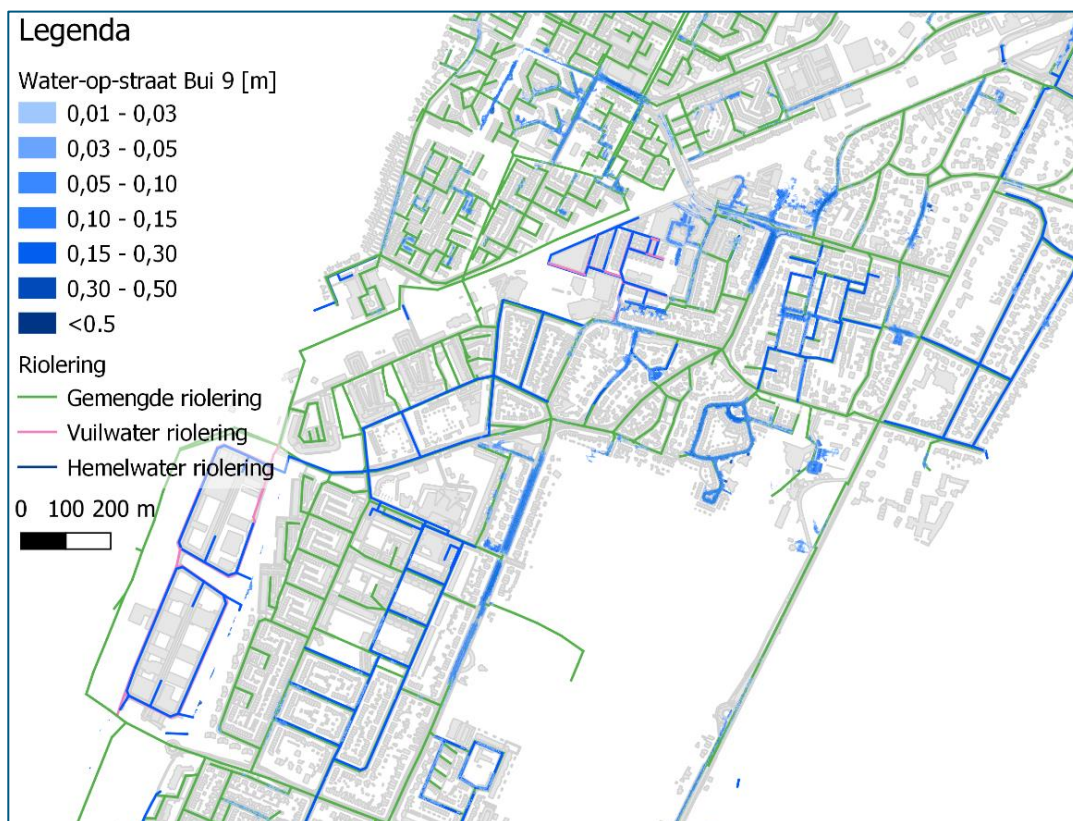 Legenda
Water-op-straat Bui 9 [m]
0,01 - 0,03
0,03 - 0,05
0,05 - 0,10
0,10 - 0,15
0,15 - 0,30
0,30 - 0,50
<0.5
Riolering
Gemengde riolering
Vuilwater riolering
Hemelwater riolering
0 100 200 m